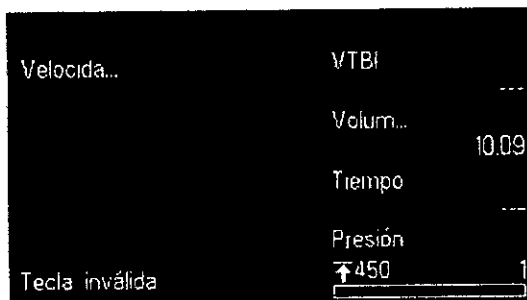 Velocida...
VTBI
---
Volum...
10.09
Tiempo
---
Presión
450 1
Tecla inválida